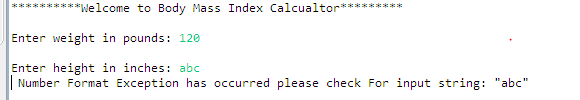 **********Welcome to Body Mass Index Calcualtor*********
Enter weight in pounds: 120
Enter height in inches: abc
Number Format Exception has occurred please check For input string: "abc"